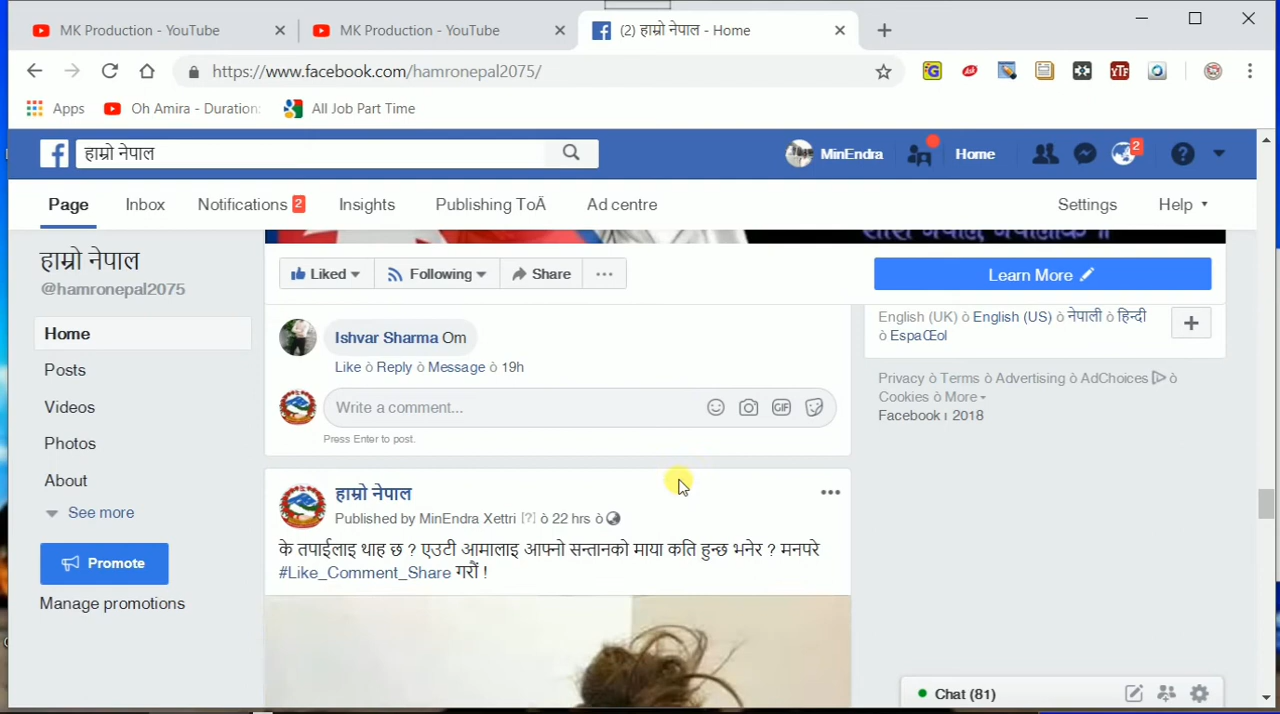 MK Production - YouTube
MK Production - YouTube
(2) हाम्रो नेपाल - Home
https://www.facebook.com/hamronepal2075/
Apps
Oh Amira - Duration:
All Job Part Time
हाम्रो नेपाल
MinEndra
Home
2
Page
Inbox
Notifications 2
Insights
Publishing ToÂ
Ad centre
Settings
Help
हाम्रो नेपाल
@hamronepal2075
Home
Posts
Videos
Photos
About
See more
Promote
Manage promotions
Liked
Following
Share
Learn More
Ishvar Sharma Om
Like ò Reply ò Message ò 19h
Write a comment...
GIF
Press Enter to post.
हाम्रो नेपाल
Published by MinEndra Xettri [?] ò 22 hrs ò
के तपाईलाइ थाह छ ? एउटी आमालाइ आफ्नो सन्तानको माया कति हुन्छ भनेर ? मनपरे
#Like_Comment_Share गरौं !
English (UK) ò English (US) ò नेपाली ò हिन्दी
ò EspaŒol
Privacy ò Terms ò Advertising ò AdChoices ò
Cookies ò More
Facebook ı 2018
Chat (81)